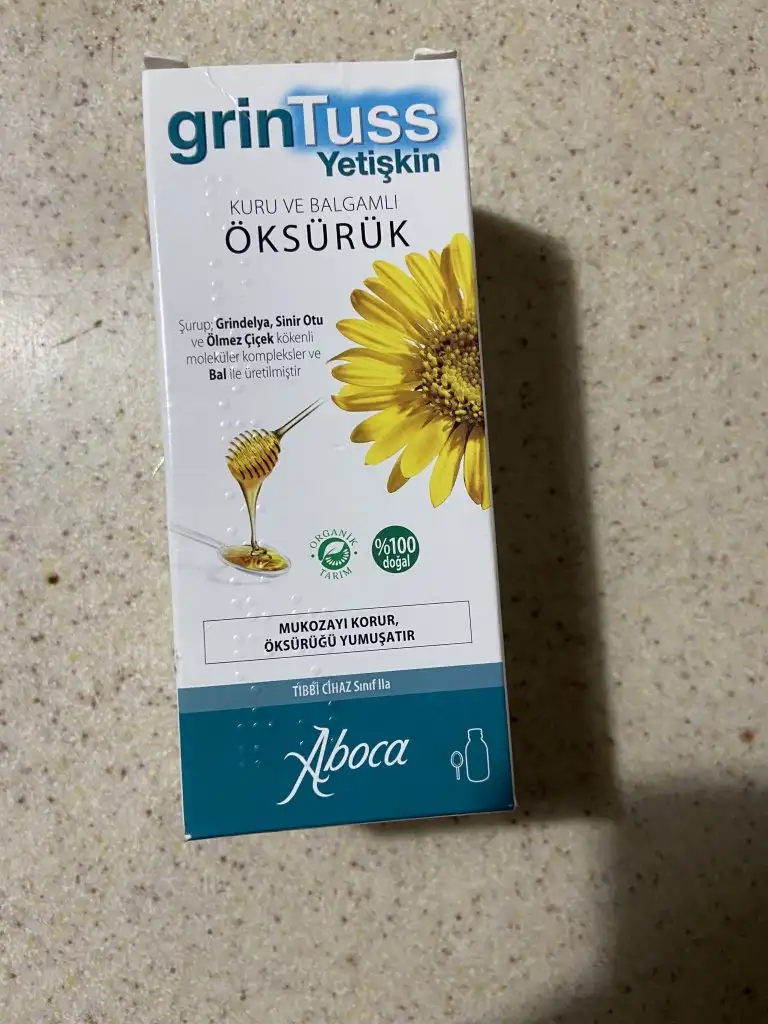 grinTuss
Yetişkin
KURU VE BALGAMLI
ÖKSÜRÜK
Şurup; Grindelya, Sinir Otu
ve Ölmez Çiçek kökenli
moleküler kompleksler ve
Bal ile üretilmiştir
ORGANİK
TARIM
%100
doğal
MUKOZAYI KORUR,
ÖKSÜRÜĞÜ YUMUŞATIR
TIBBİ CİHAZ Sınıf IIa
Aboca